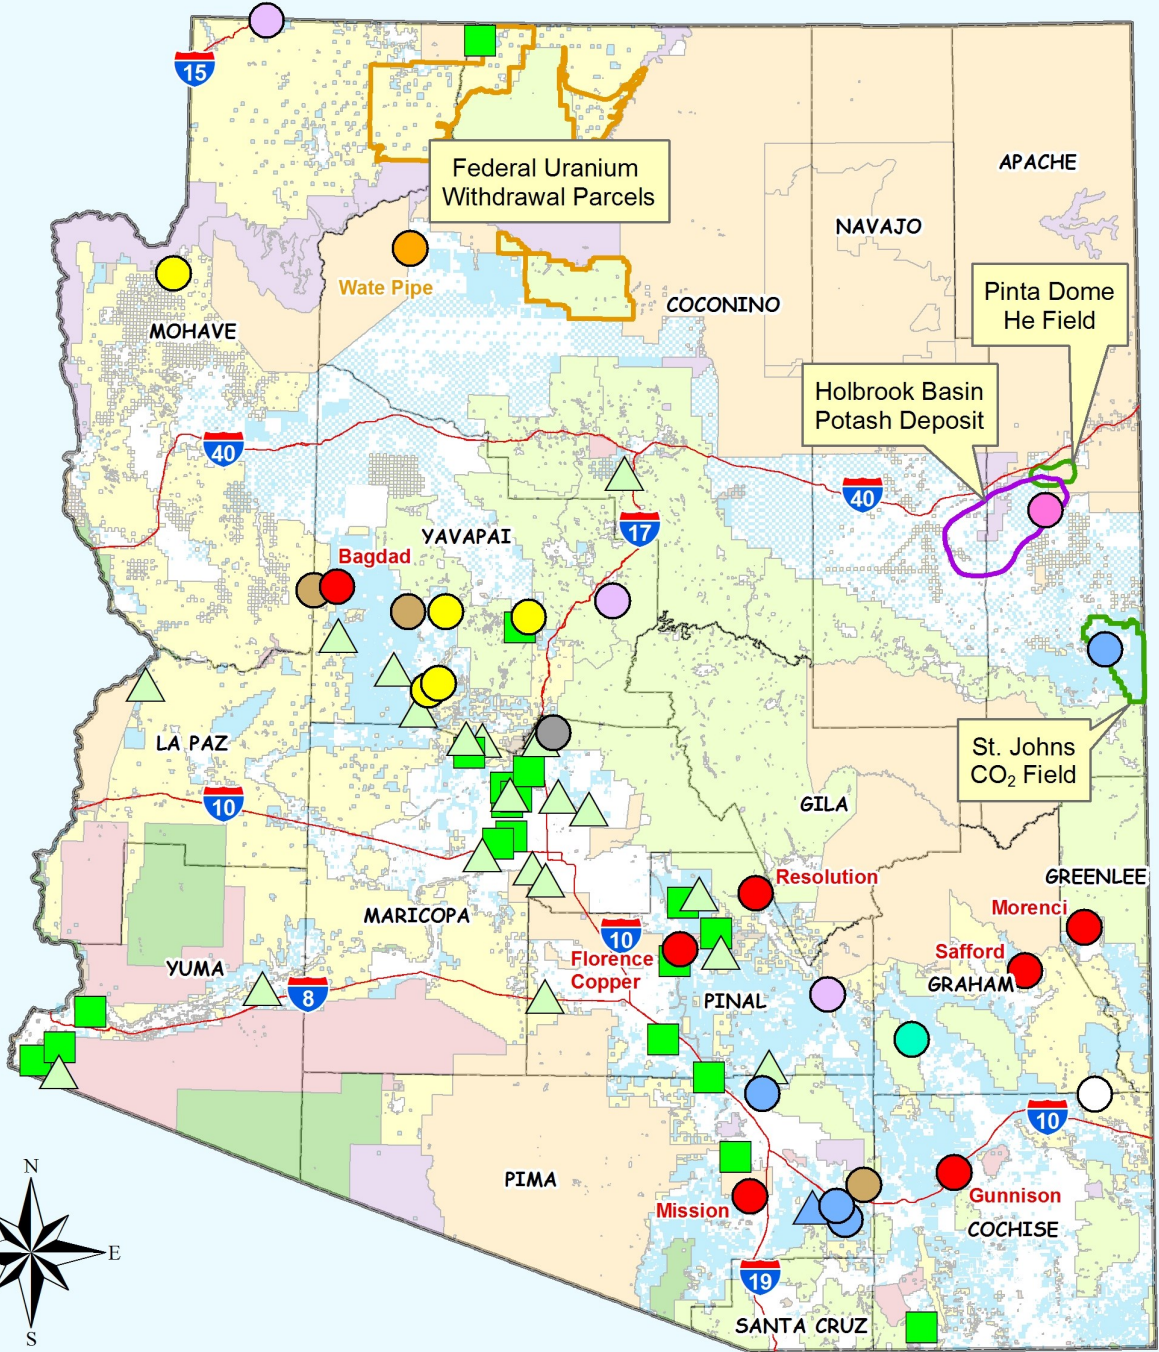 15
Federal Uranium
Withdrawal Parcels
APACHE
NAVAJO
Wate Pipe
COCONINO
Pinta Dome
He Field
MOHAVE
Holbrook Basin
Potash Deposit
40
40
17
YAVAPAI
Bagdad
LA PAZ
St. Johns
CO₂ Field
10
GILA
Resolution
GREENLEE
MARICOPA
Morenci
10
Florence
Copper
Safford
GRAHAM
YUMA
8
PINAL
10
N
E
S
PIMA
Mission
Gunnison
COCHISE
19
SANTA CRUZ